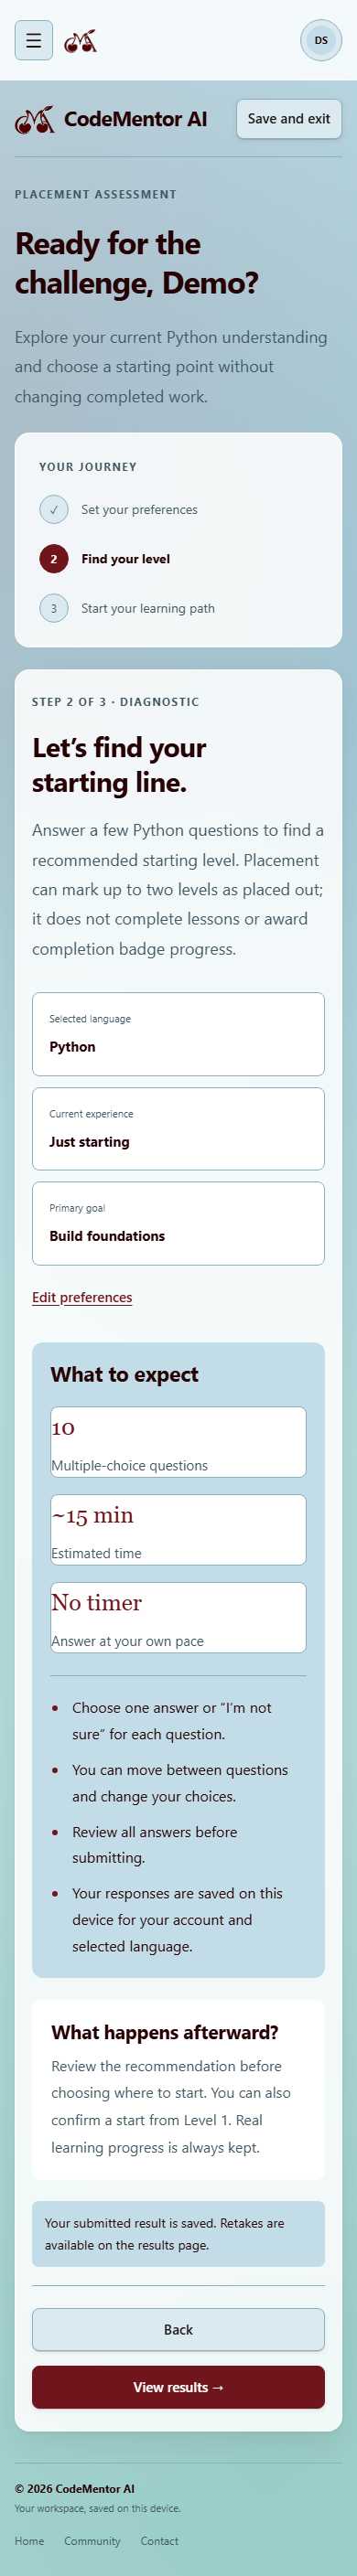 ☰
DS
CodeMentor AI
Save and exit
PLACEMENT ASSESSMENT
Ready for the
challenge, Demo?
Explore your current Python understanding
and choose a starting point without
changing completed work.
YOUR JOURNEY
✓ Set your preferences
2 Find your level
3 Start your learning path
STEP 2 OF 3 · DIAGNOSTIC
Let’s find your
starting line.
Answer a few Python questions to find a
recommended starting level. Placement
can mark up to two levels as placed out;
it does not complete lessons or award
completion badge progress.
Selected language
Python
Current experience
Just starting
Primary goal
Build foundations
Edit preferences
What to expect
10
Multiple-choice questions
~15 min
Estimated time
No timer
Answer at your own pace
• Choose one answer or “I’m not
sure” for each question.
• You can move between questions
and change your choices.
• Review all answers before
submitting.
• Your responses are saved on this
device for your account and
selected language.
What happens afterward?
Review the recommendation before
choosing where to start. You can also
confirm a start from Level 1. Real
learning progress is always kept.
Your submitted result is saved. Retakes are
available on the results page.
Back
View results →
© 2026 CodeMentor AI
Your workspace, saved on this device.
Home Community Contact